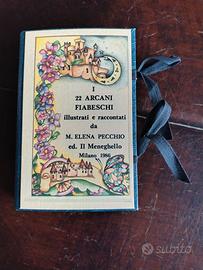 I
22 ARCANI
FIABESCHI
illustrati e raccontati
da
M. ELENA PECCHIO
ed. Il Meneghello
Milano 1986
subito